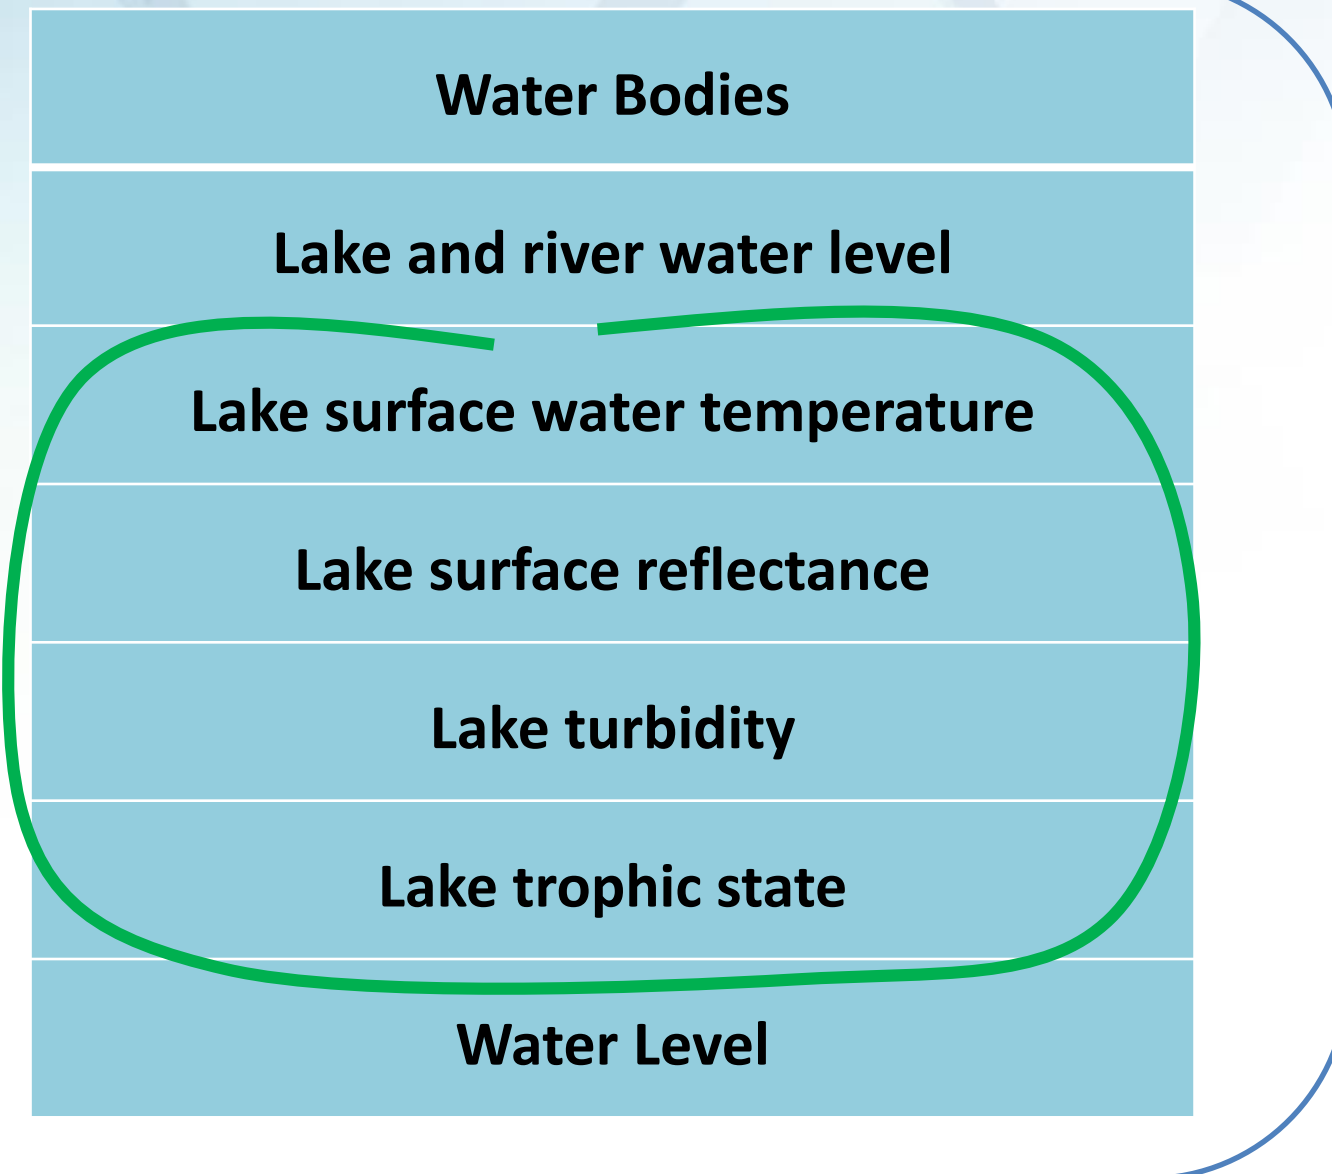 Water Bodies
Lake and river water level
Lake surface water temperature
Lake surface reflectance
Lake turbidity
Lake trophic state
Water Level